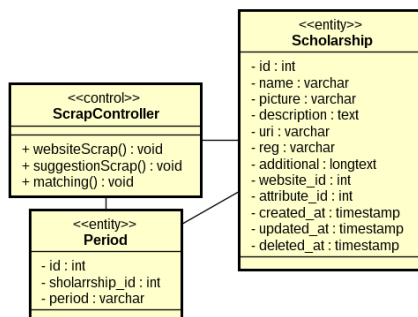 <<entity>>
Scholarship
- id : int
- name : varchar
- picture : varchar
- description : text
- uri : varchar
- reg : varchar
- additional : longtext
- website_id : int
- attribute_id : int
- created_at : timestamp
- updated_at : timestamp
- deleted_at : timestamp
<<control>>
ScrapController
+ websiteScrap() : void
+ suggestionScrap() : void
+ matching() : void
<<entity>>
Period
- id : int
- sholarrship_id : int
- period : varchar